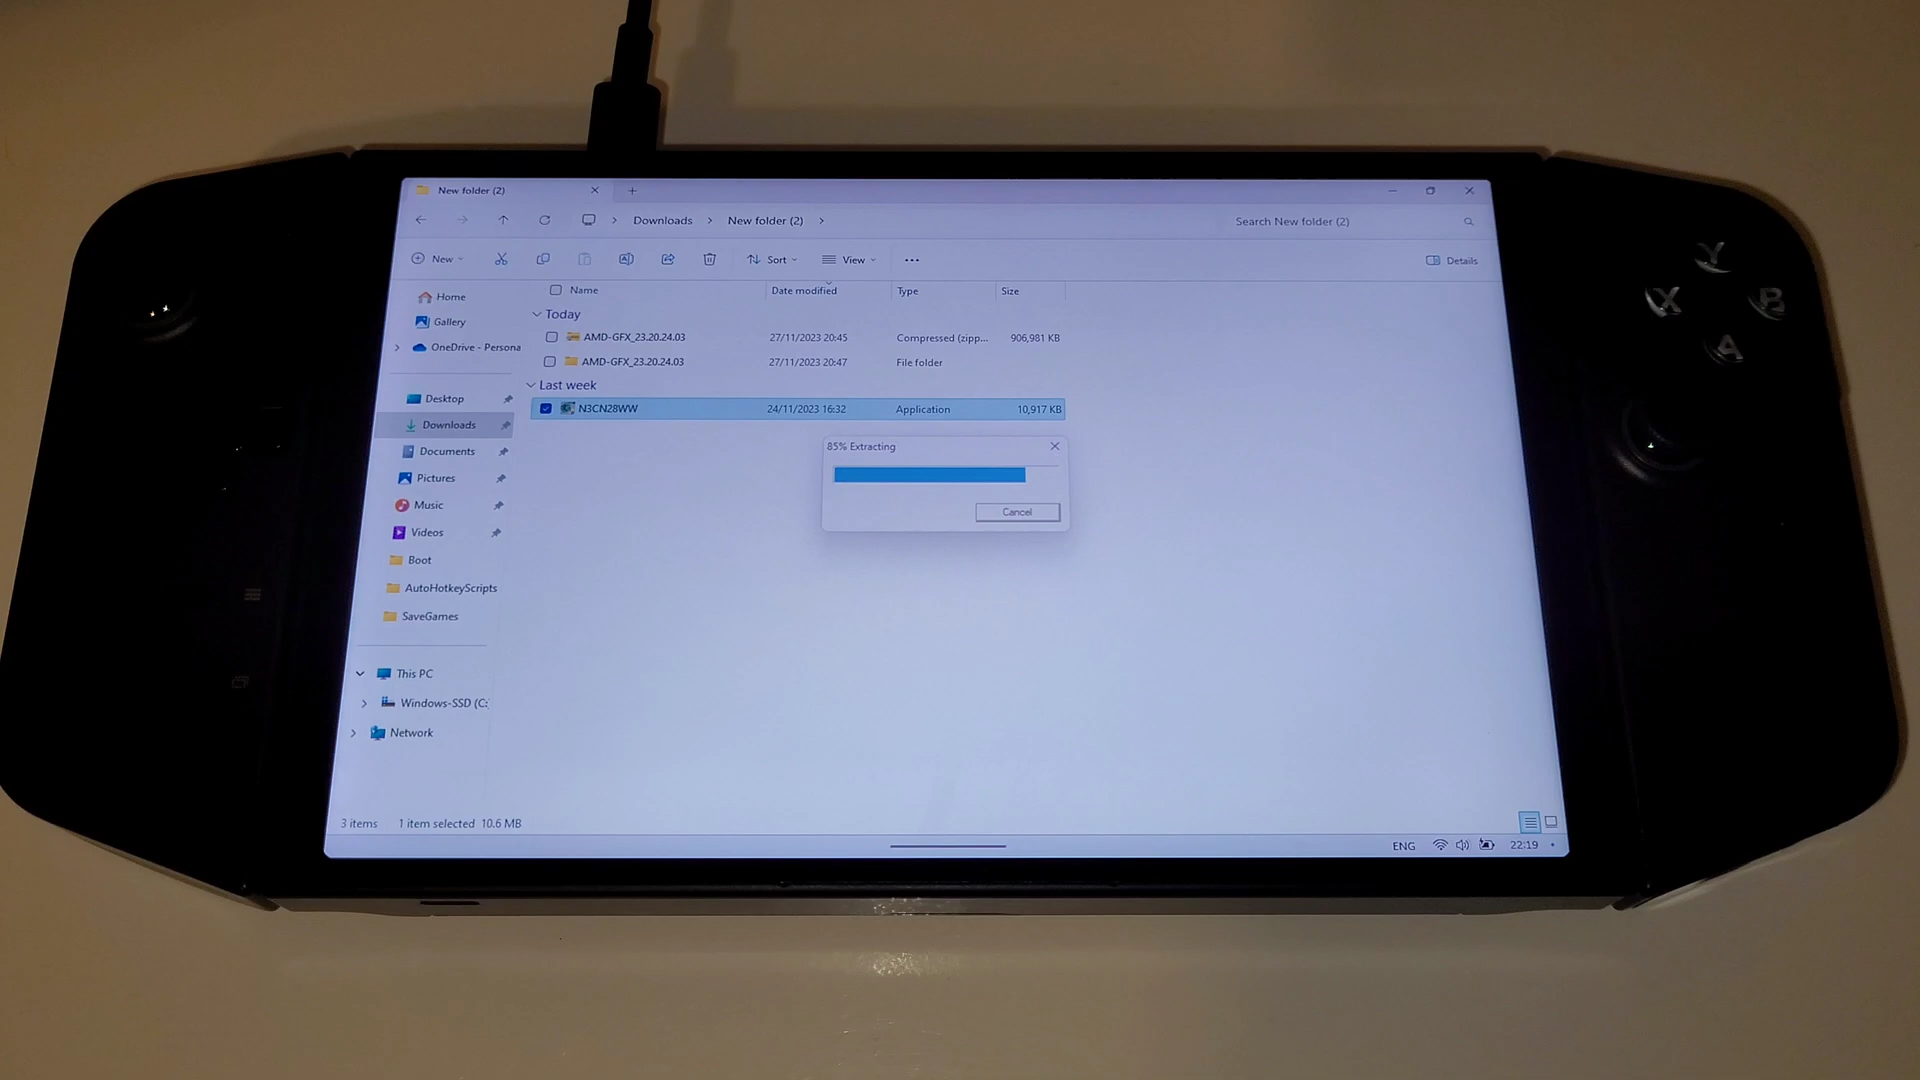 New folder (2)
Downloads > New folder (2) >
Search New folder (2)
New
Sort
View
Details
Name
Date modified
Type
Size
Home
Gallery
OneDrive - Persona
Desktop
Downloads
Documents
Pictures
Music
Videos
Boot
AutoHotkeyScripts
SaveGames
This PC
Windows-SSD (C:
Network
Today
AMD-GFX_23.20.24.03 27/11/2023 20:45 Compressed (zipp... 906,981 KB
AMD-GFX_23.20.24.03 27/11/2023 20:47 File folder
Last week
N3CN28WW 24/11/2023 16:32 Application 10,917 KB
85% Extracting
Cancel
3 items 1 item selected 10.6 MB
ENG 22:19
Y
X
B
A